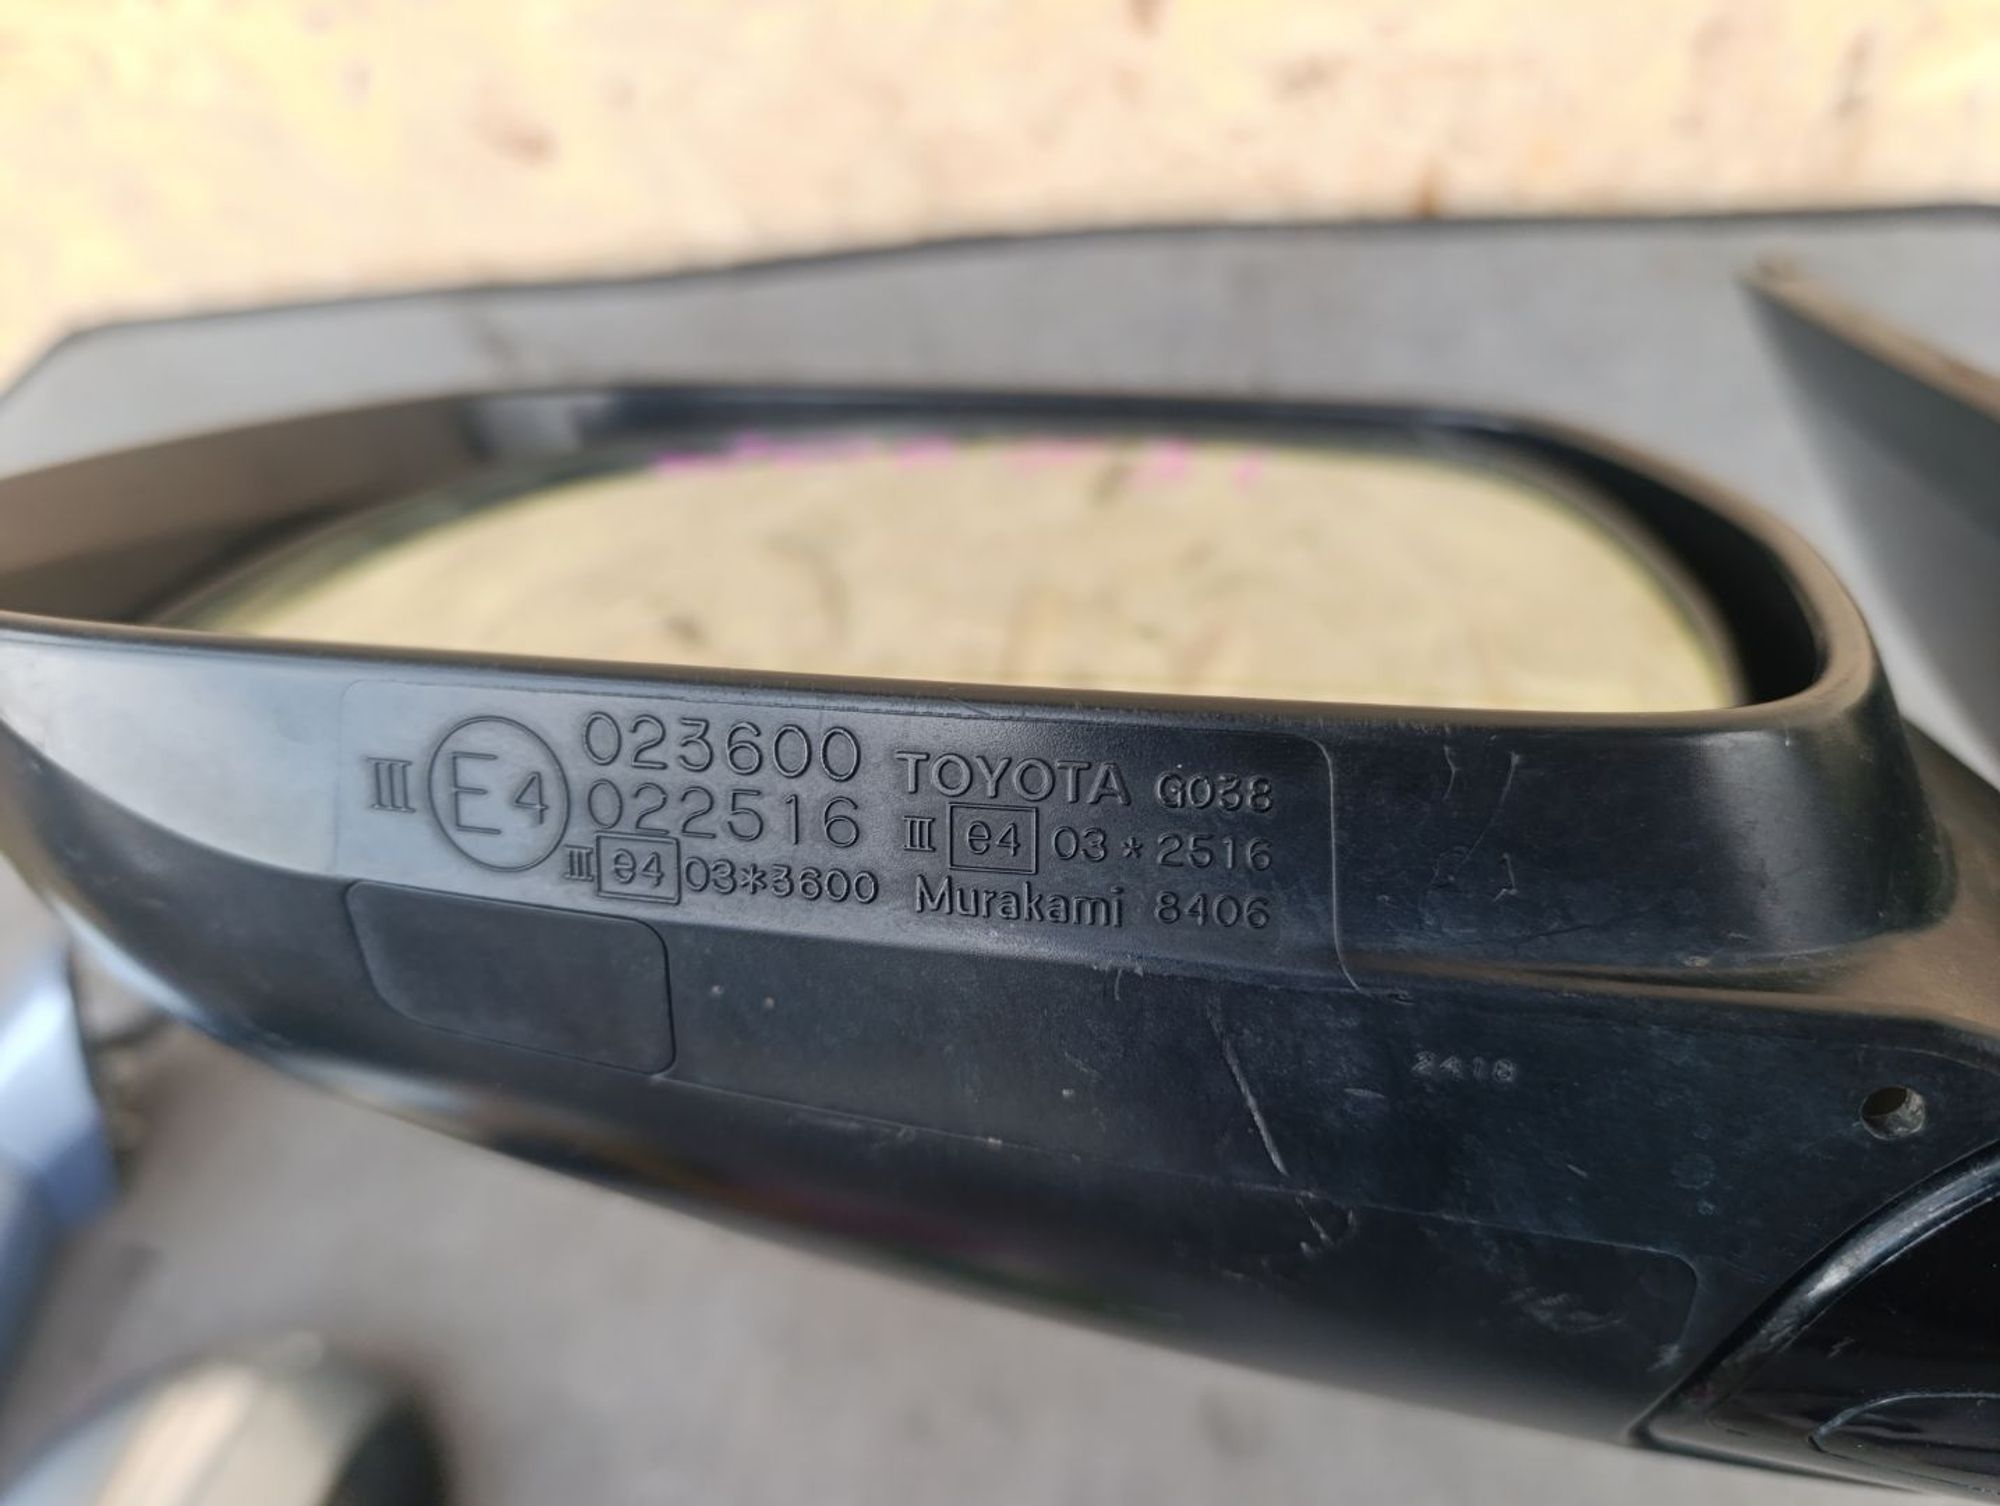 III E4 023600
022516
III e4 03*3600
TOYOTA G038
III e4 03*2516
Murakami 8406
2418